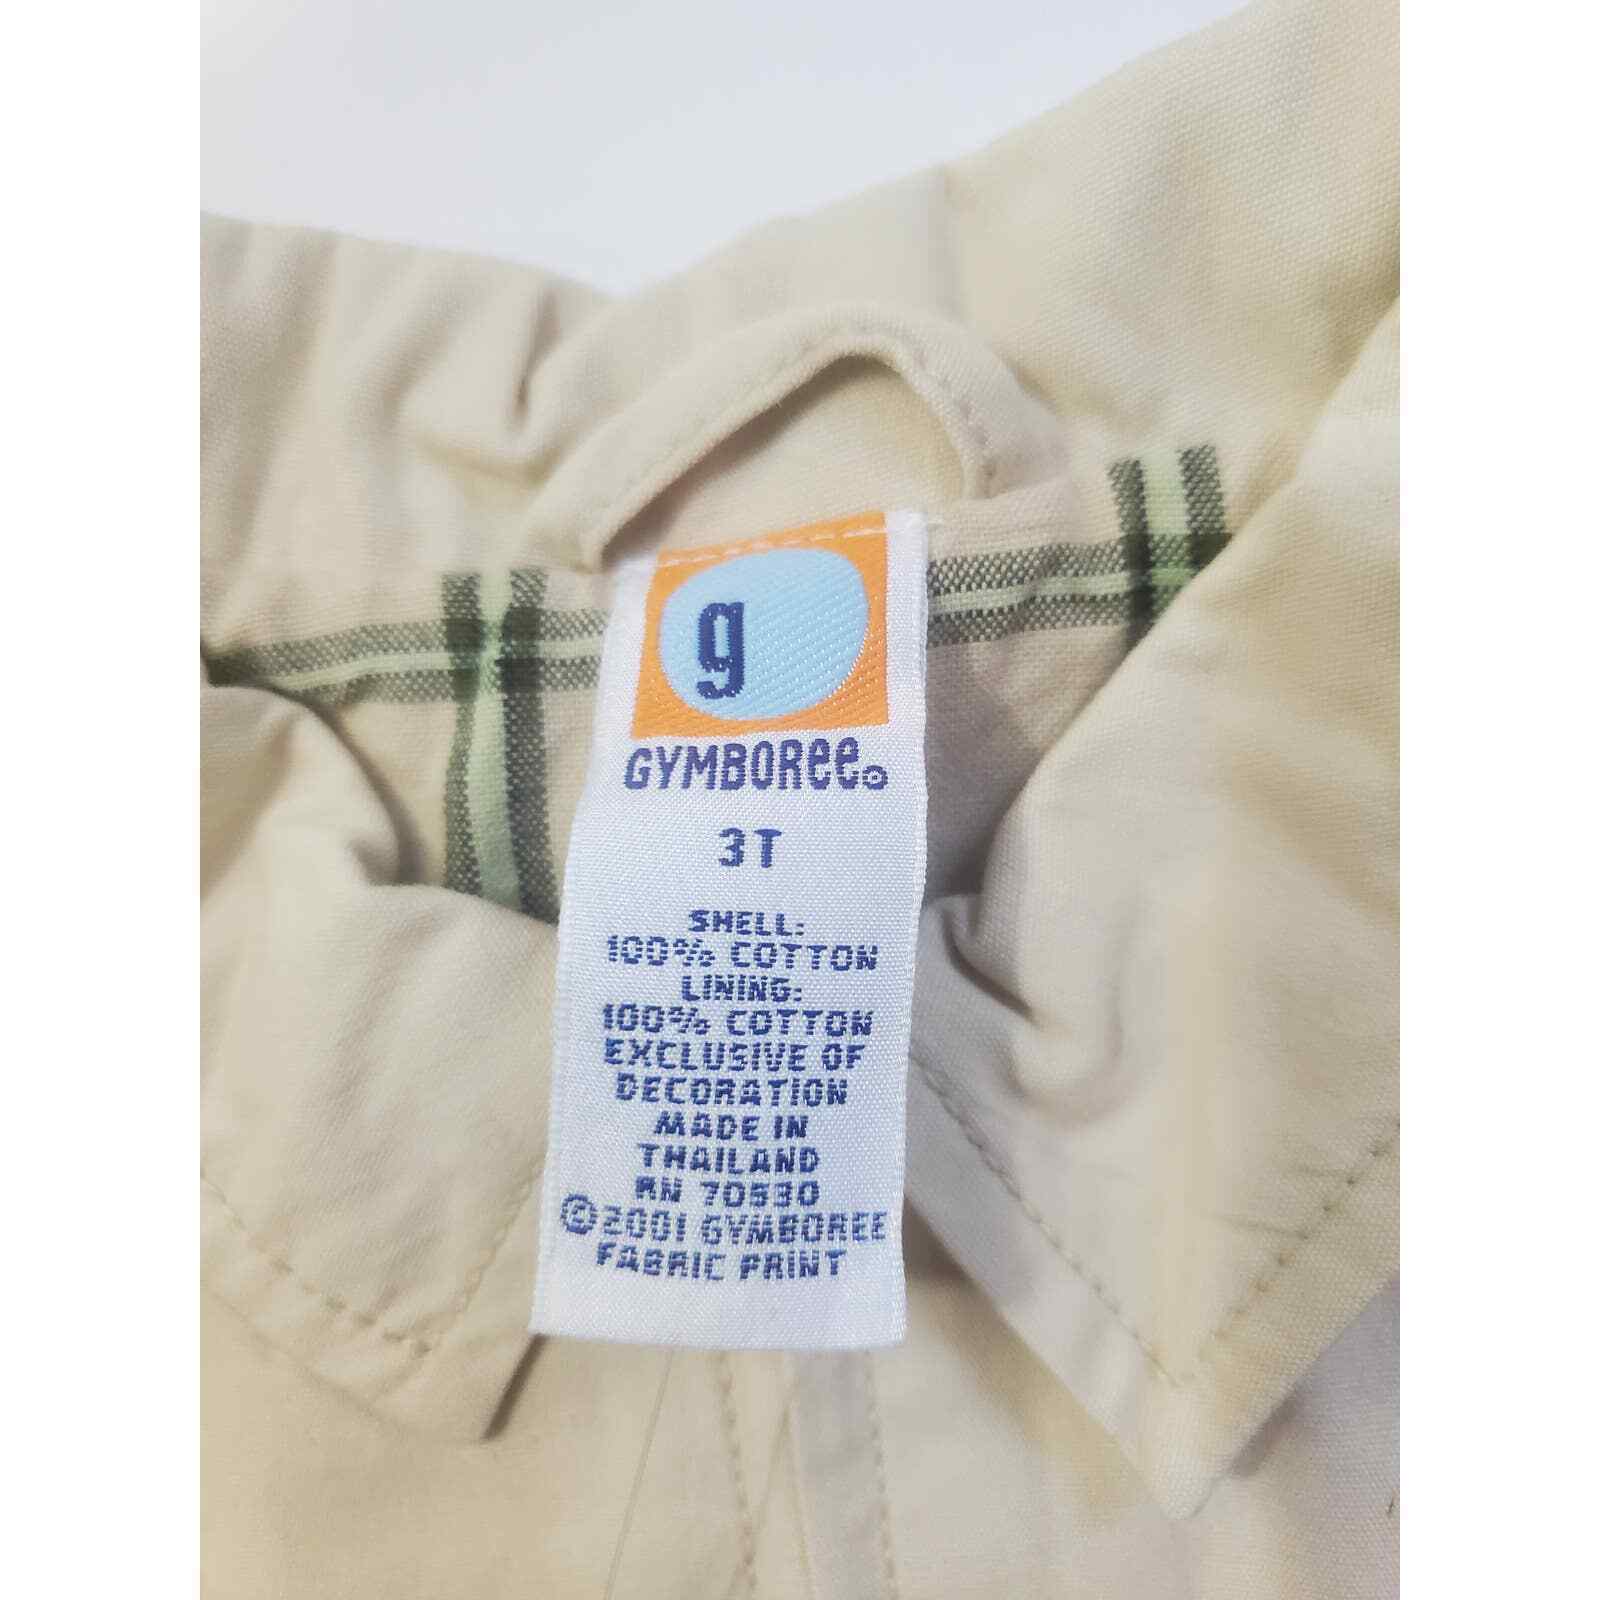 g
GYMBOREE®
3T
SHELL:
100% COTTON
LINING:
100% COTTON
EXCLUSIVE OF
DECORATION
MADE IN
THAILAND
RN 70530
©2001 GYMBOREE
FABRIC PRINT